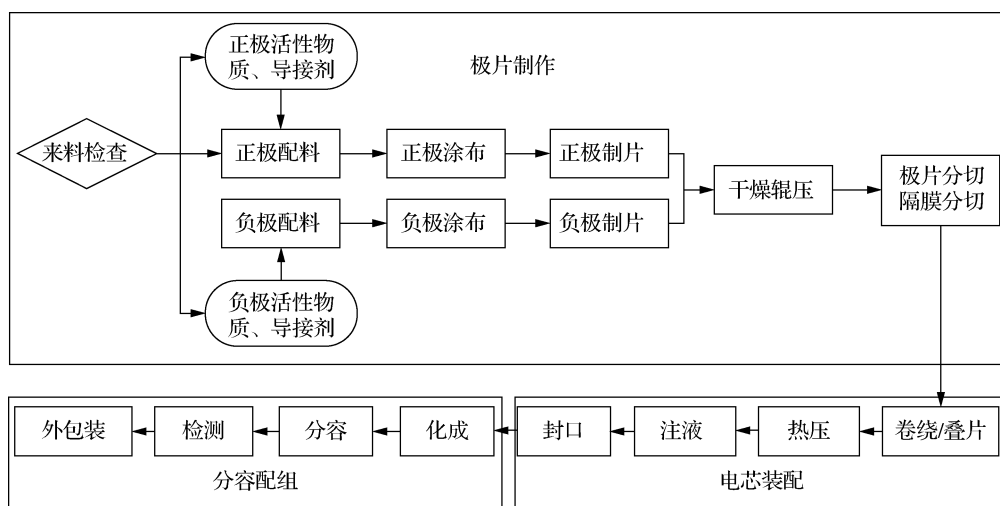 正极活性物
质、导接剂
极片制作
来料检查
正极配料
正极涂布
正极制片
负极配料
负极涂布
负极制片
干燥辊压
极片分切
隔膜分切
负极活性物
质、导接剂
外包装
检测
分容
化成
封口
注液
热压
卷绕/叠片
分容配组
电芯装配